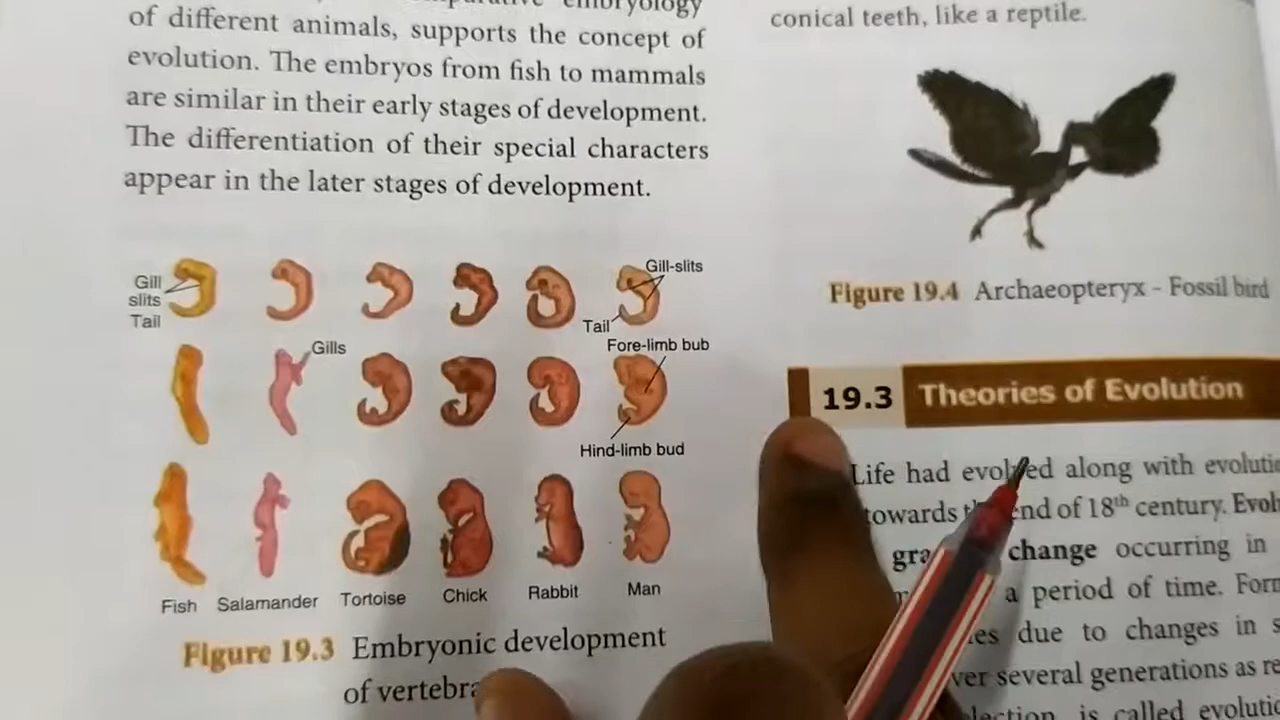 embryology
of different animals, supports the concept of
evolution. The embryos from fish to mammals
are similar in their early stages of development.
The differentiation of their special characters
appear in the later stages of development.
Gill
slits
Tail
Gill-slits
Tail
Gills
Fore-limb bub
Hind-limb bud
Fish Salamander Tortoise Chick Rabbit Man
Figure 19.3 Embryonic development
of
conical teeth, like a reptile.
Figure 19.4 Archaeopteryx - Fossil bird
19.3 Theories of Evolution
Life had evolved along with
towards end of 18th century.
change occurring in
a period of time.
due to changes in
several generations as
is called